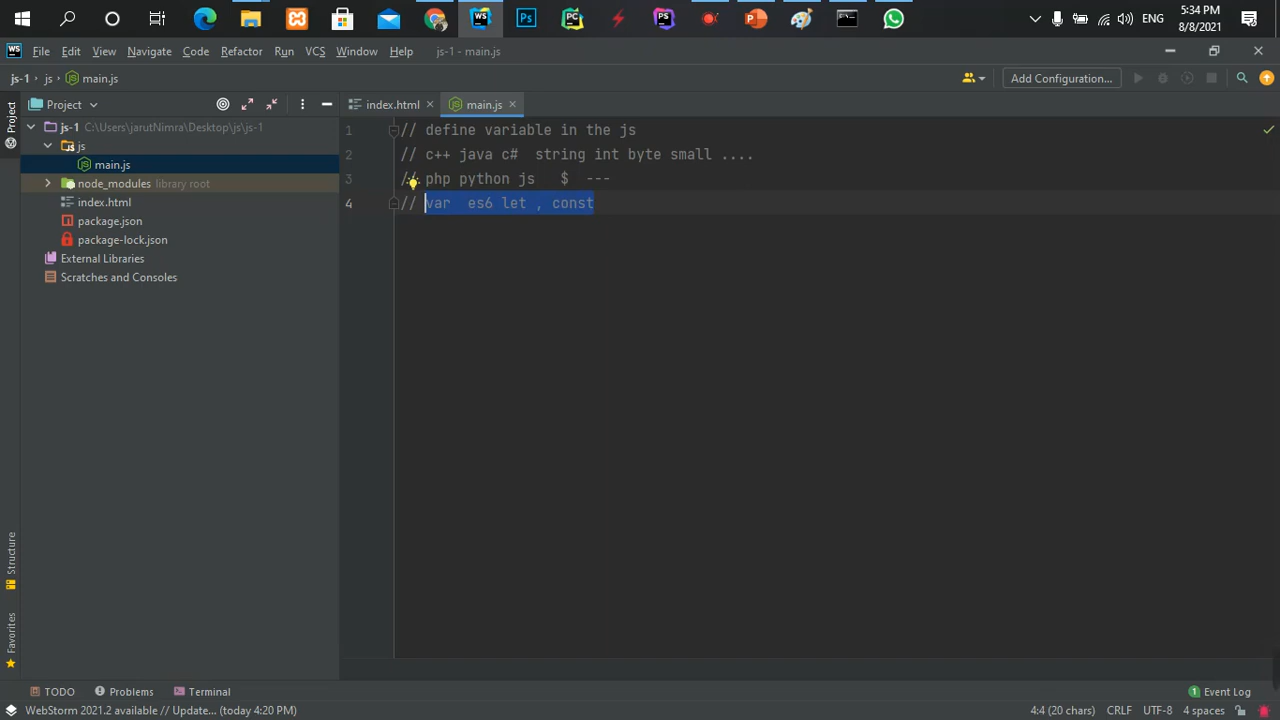 ENG
5:34 PM
8/8/2021
File Edit View Navigate Code Refactor Run VCS Window Help js-1 - main.js
js-1 js main.js
Add Configuration...
Project
index.html
main.js
js-1 C:\Users\jarutNimra\Desktop\js\js-1
js
main.js
node_modules library root
index.html
package.json
package-lock.json
External Libraries
Scratches and Consoles
1 // define variable in the js
2 // c++ java c# string int byte small ....
3 // php python js $ ---
4 // var es6 let , const
Project
Structure
Favorites
TODO Problems Terminal
1 Event Log
WebStorm 2021.2 available // Update... (today 4:20 PM)
4:4 (20 chars) CRLF UTF-8 4 spaces